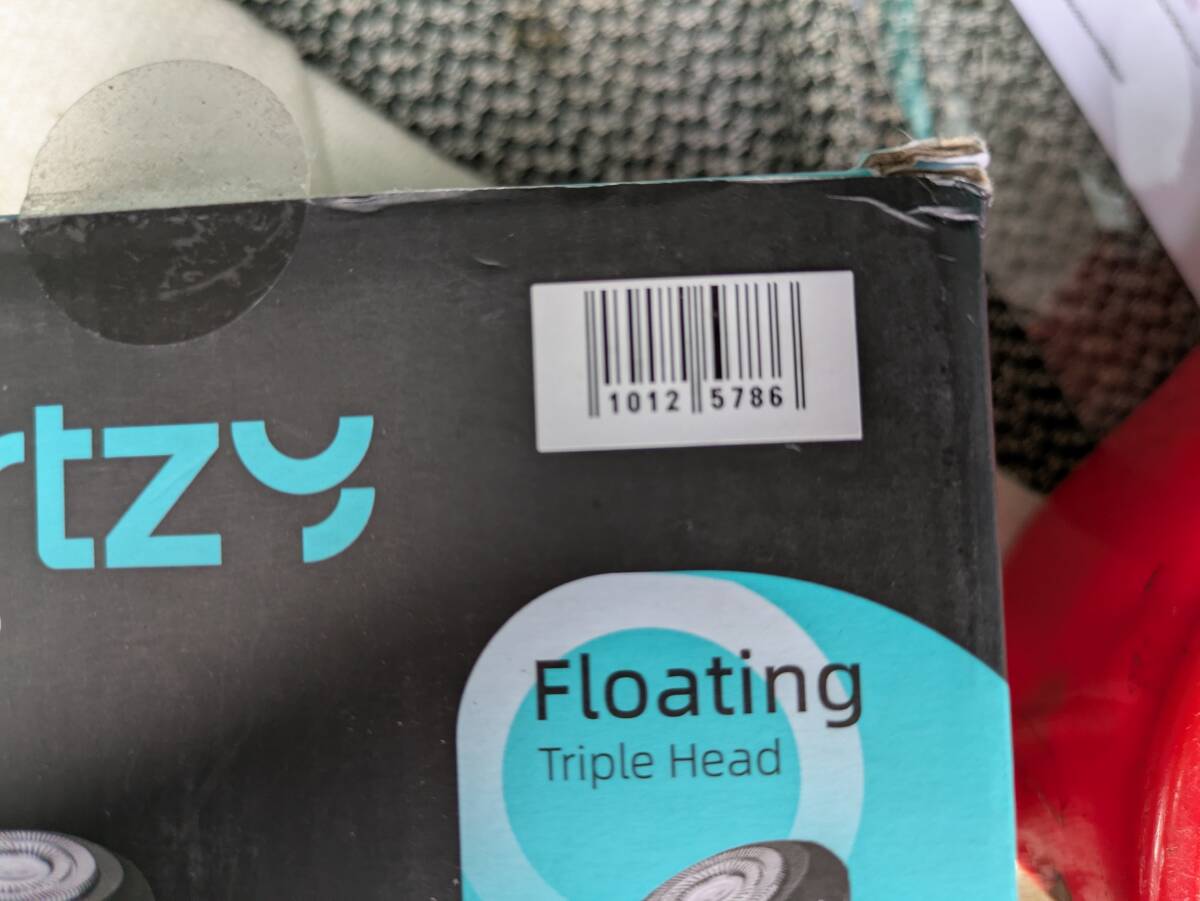 1012 5786
rtzy
Floating
Triple Head